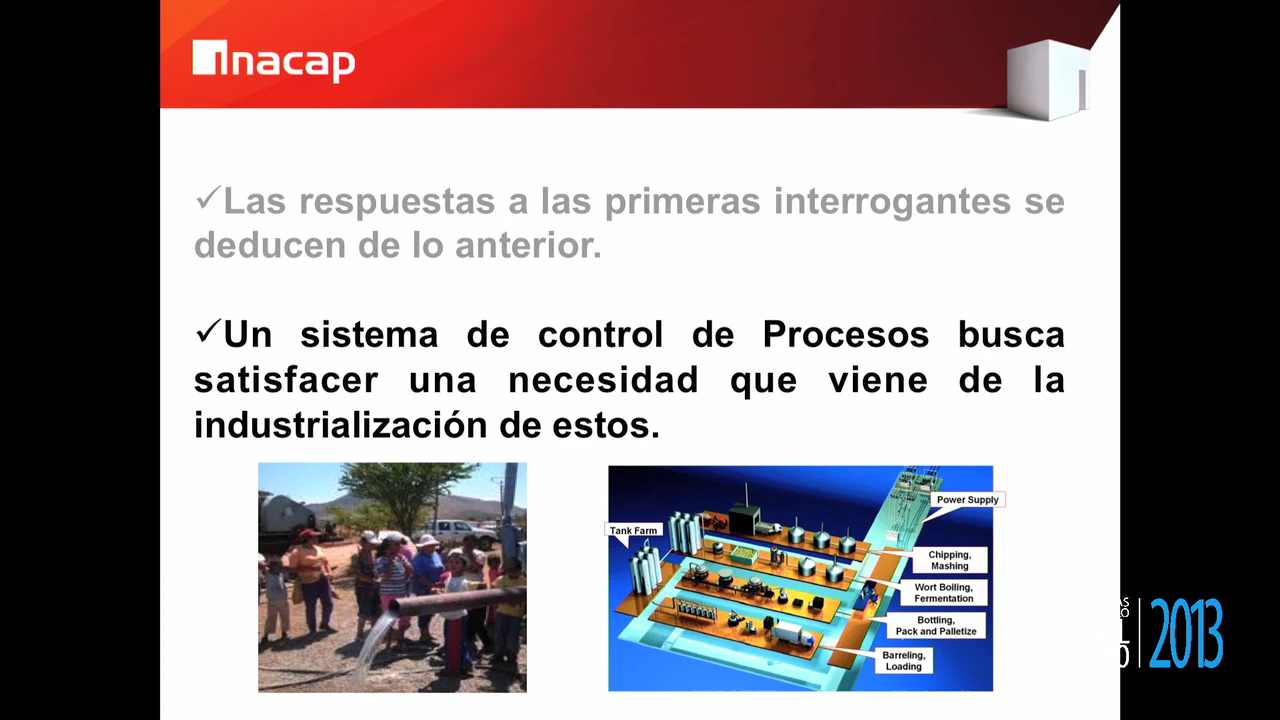 Inacap
✓Las respuestas a las primeras interrogantes se
deducen de lo anterior.
✓Un sistema de control de Procesos busca
satisfacer una necesidad que viene de la
industrialización de estos.
Power Supply
Tank Farm
Chipping,
Mashing
Wort Boiling,
Fermentation
Bottling,
Pack and Palletize
Barreling,
Loading
2013